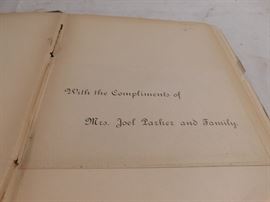 With the Compliments of
Mrs. Joel Parker and Family.